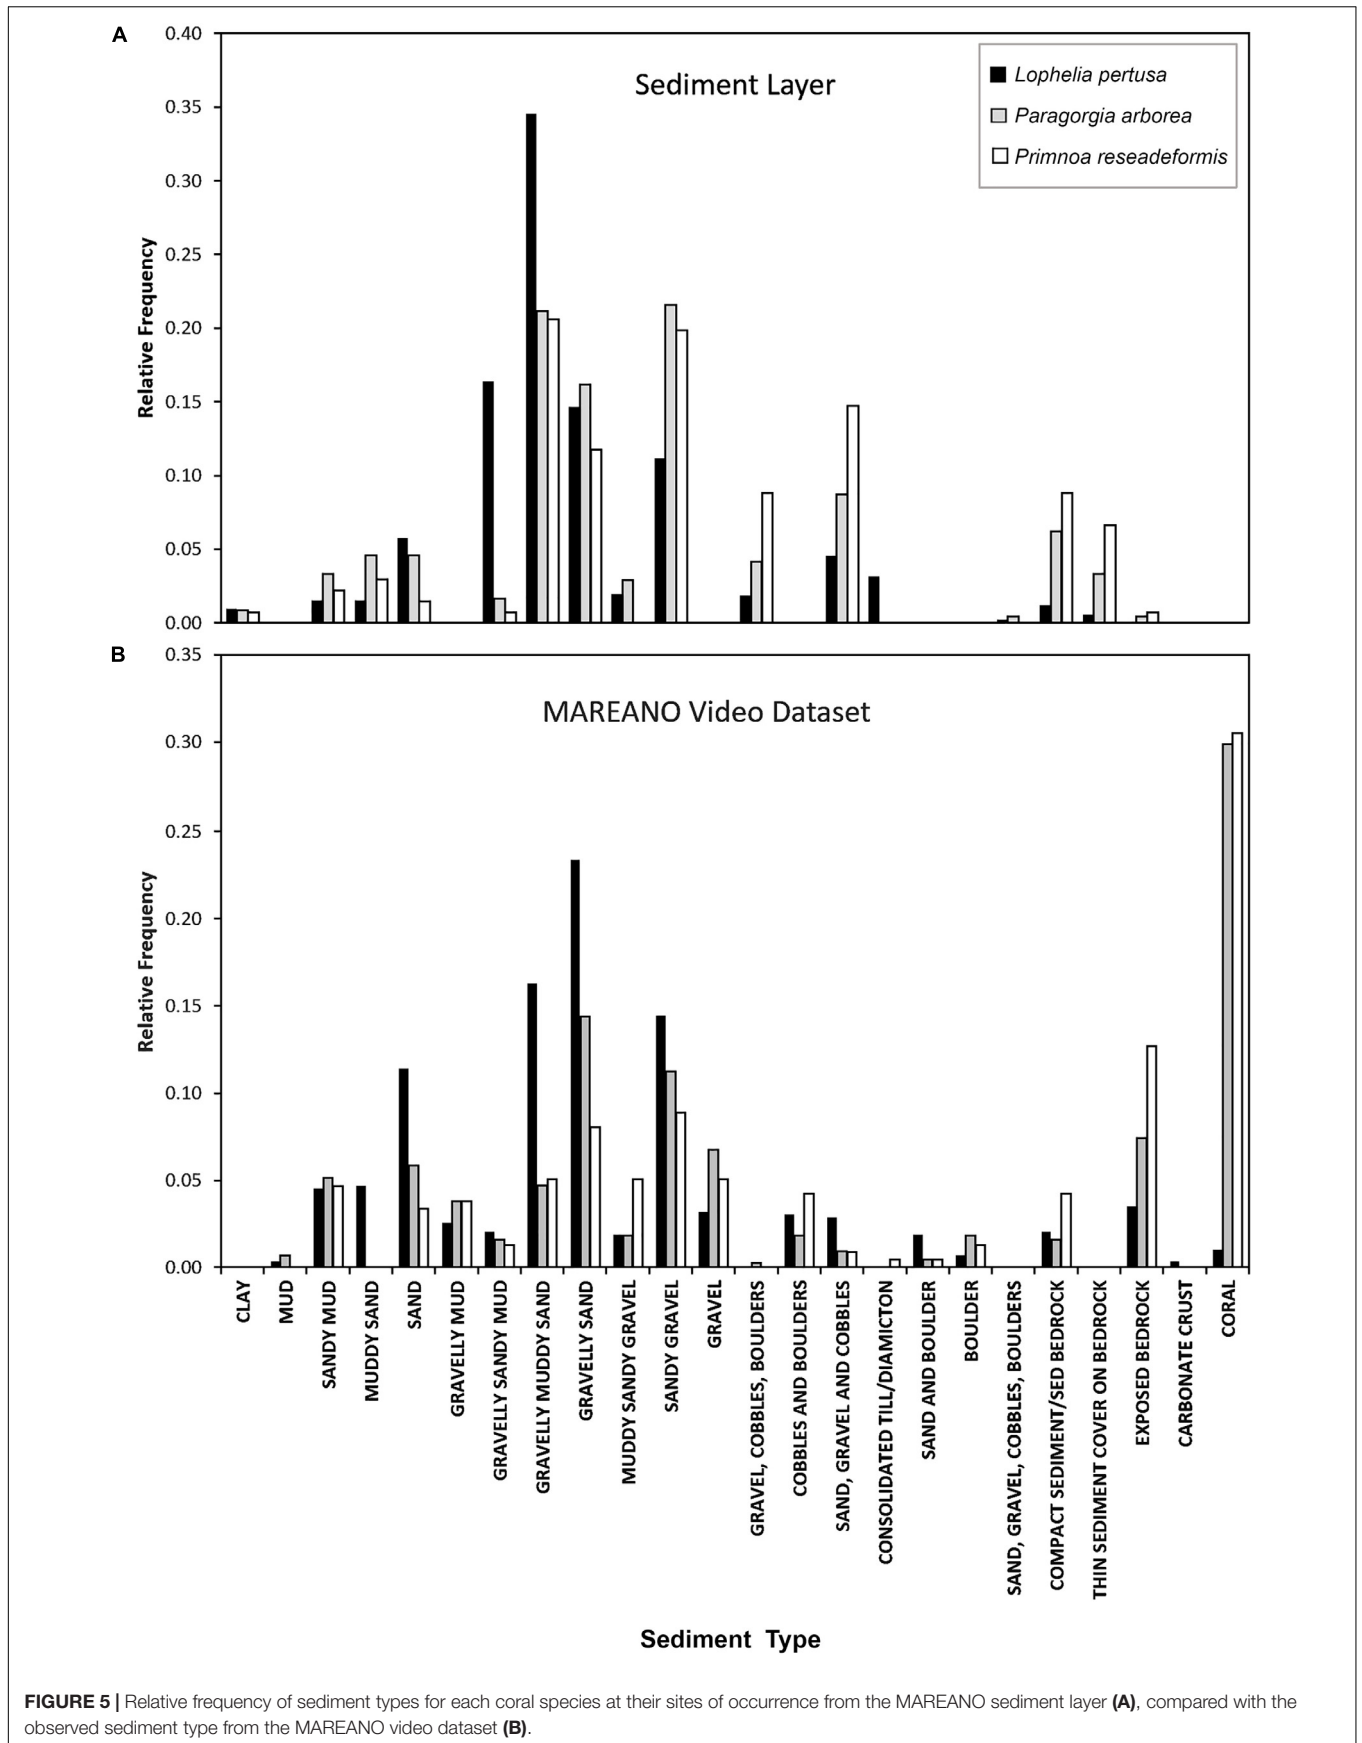 A
0.40
0.35
0.30
0.25
0.20
0.15
0.10
0.05
0.00
Relative Frequency
Sediment Layer
Lophelia pertusa
Paragorgia arborea
Primnoa reseadeformis
B
0.35
0.30
0.25
0.20
0.15
0.10
0.05
0.00
Relative Frequency
MAREANO Video Dataset
CLAY
MUD
SANDY MUD
MUDDY SAND
SAND
GRAVELLY MUD
GRAVELLY SANDY MUD
GRAVELLY MUDDY SAND
GRAVELLY SAND
MUDDY SANDY GRAVEL
SANDY GRAVEL
GRAVEL
GRAVEL, COBBLES, BOULDERS
COBBLES AND BOULDERS
SAND, GRAVEL AND COBBLES
CONSOLIDATED TILL/DIAMICTON
SAND AND BOULDER
BOULDER
SAND, GRAVEL, COBBLES, BOULDERS
COMPACT SEDIMENT/SED BEDROCK
THIN SEDIMENT COVER ON BEDROCK
EXPOSED BEDROCK
CARBONATE CRUST
CORAL
Sediment Type
FIGURE 5 | Relative frequency of sediment types for each coral species at their sites of occurrence from the MAREANO sediment layer (A), compared with the
observed sediment type from the MAREANO video dataset (B).